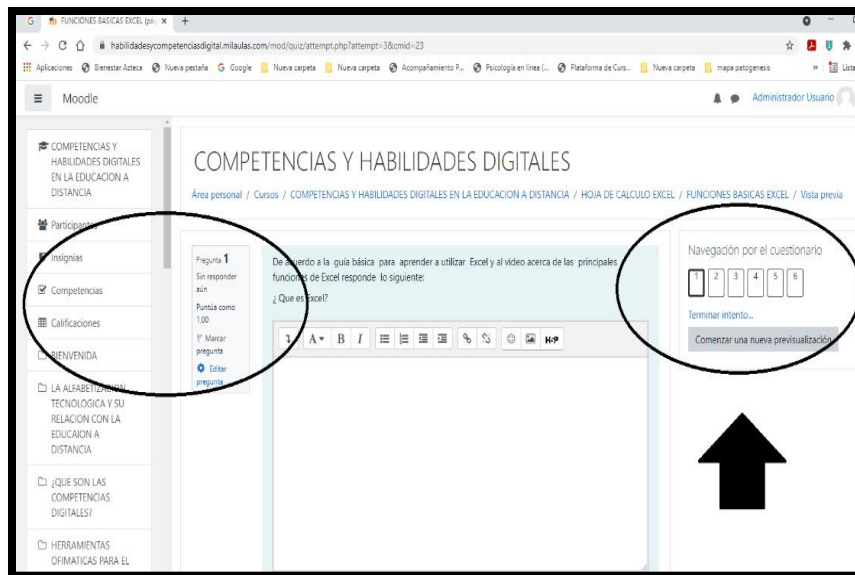 FUNCIONES BASICAS EXCEL (pág
habilidadesycompetenciasdigital.milaulas.com/mod/quiz/attempt.php?attempt=3&cmid=23
Aplicaciones Bienestar Azteca Nueva pestaña Google Nueva carpeta Nueva carpeta Acompañamiento P... Psicología en línea (... Plataforma de Curs... Nueva carpeta mapa patogenesis » Lista
Moodle
Administrador Usuario
COMPETENCIAS Y
HABILIDADES DIGITALES
EN LA EDUCACION A
DISTANCIA
Participantes
Insignias
Competencias
Calificaciones
BIENVENIDA
LA ALFABETIZACION
TECNOLOGICA Y SU
RELACION CON LA
EDUCAION A
DISTANCIA
¿QUE SON LAS
COMPETENCIAS
DIGITALES?
HERRAMIENTAS
OFIMATICAS PARA EL
COMPETENCIAS Y HABILIDADES DIGITALES
Área personal / Cursos / COMPETENCIAS Y HABILIDADES DIGITALES EN LA EDUCACION A DISTANCIA / HOJA DE CALCULO EXCEL / FUNCIONES BASICAS EXCEL / Vista previa
Pregunta 1
Sin responder
aún
Puntúa como
1,00
Marcar
pregunta
Editar
pregunta
De acuerdo a la guía básica para aprender a utilizar Excel y al video acerca de las principales
funciones de Excel responde lo siguiente:
¿ Que es Excel?
A B I H-P
Navegación por el cuestionario
1 2 3 4 5 6
Terminar intento...
Comenzar una nueva previsualización